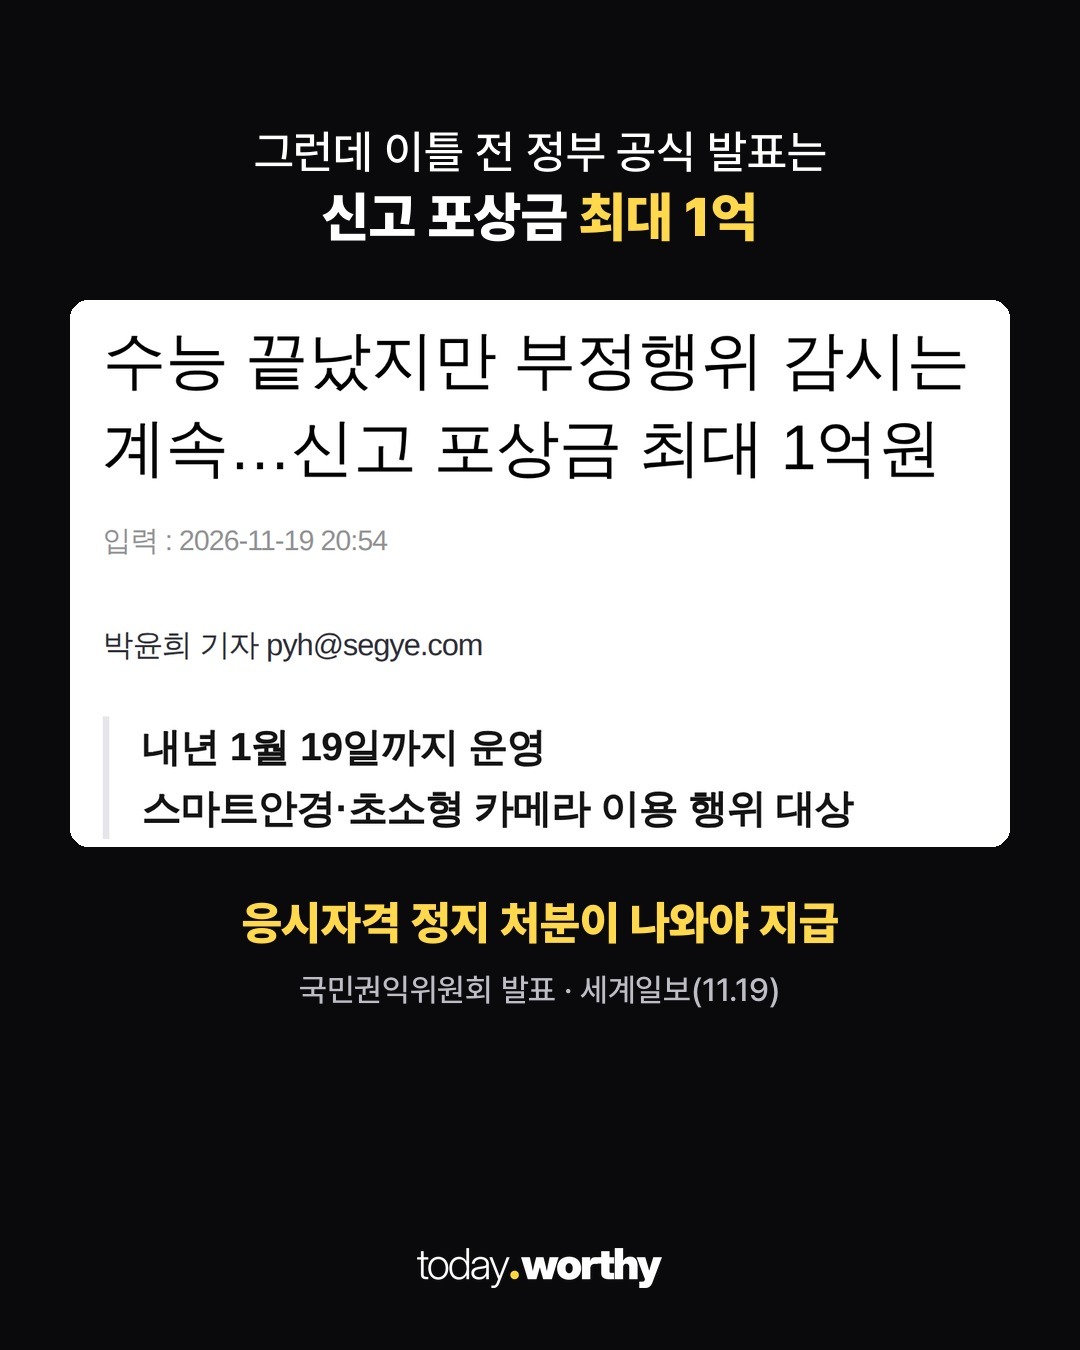 그런데 이틀 전 정부 공식 발표는
신고 포상금 최대 1억
수능 끝났지만 부정행위 감시는
계속…신고 포상금 최대 1억원
입력 : 2026-11-19 20:54
박윤희 기자 pyh@segye.com
내년 1월 19일까지 운영
스마트안경·초소형 카메라 이용 행위 대상
응시자격 정지 처분이 나와야 지급
국민권익위원회 발표 · 세계일보(11.19)
today.worthy